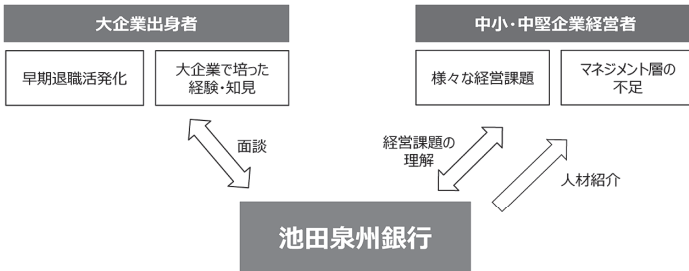 大企業出身者
早期退職活発化
大企業で培った
経験・知見
中小・中堅企業経営者
様々な経営課題
マネジメント層の
不足
面談
経営課題の
理解
人材紹介
池田泉州銀行